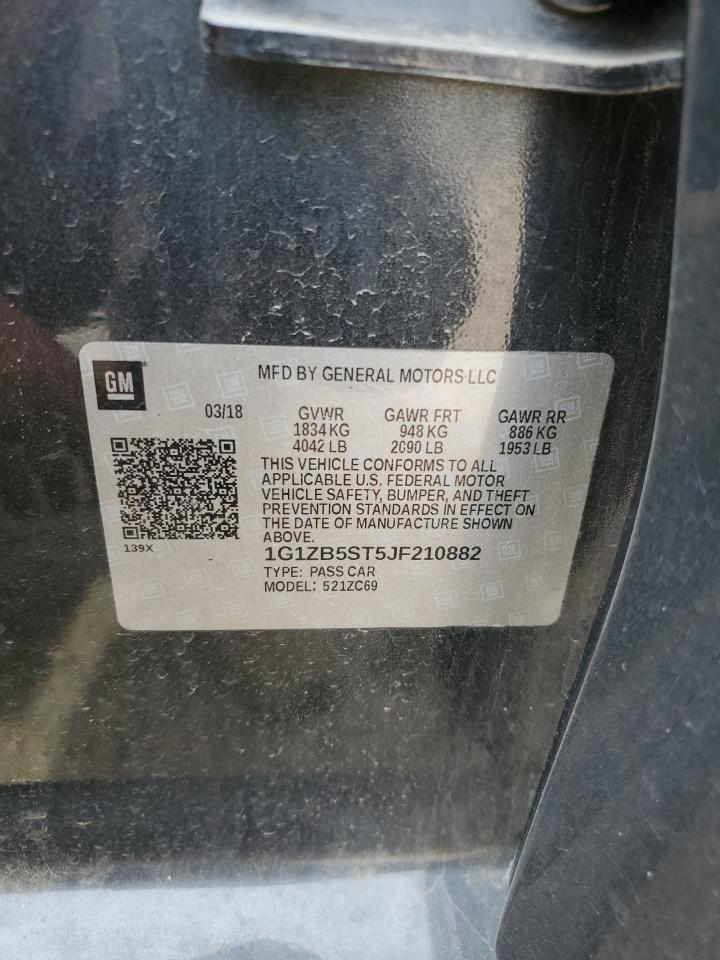 GM
MFD BY GENERAL MOTORS LLC
03/18 GVWR GAWR FRT GAWR RR
1834 KG 948 KG 886 KG
4042 LB 2090 LB 1953 LB
THIS VEHICLE CONFORMS TO ALL
APPLICABLE U.S. FEDERAL MOTOR
VEHICLE SAFETY, BUMPER, AND THEFT
PREVENTION STANDARDS IN EFFECT ON
THE DATE OF MANUFACTURE SHOWN
ABOVE.
139X
1G1ZB5ST5JF210882
TYPE: PASS CAR
MODEL: 521ZC69